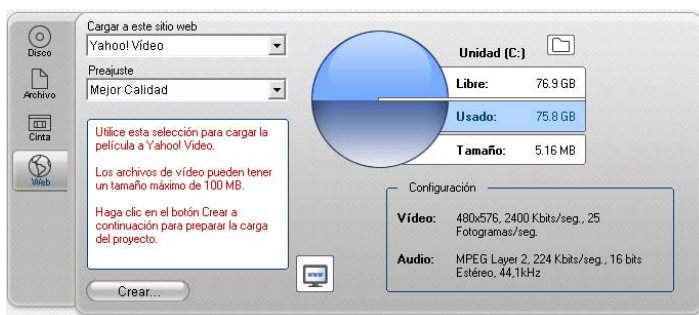 Disco
Archivo
Cinta
Web
Cargar a este sitio web
Yahoo! Vídeo
Preajuste
Mejor Calidad
Utilice esta selección para cargar la
película a Yahoo! Video.
Los archivos de vídeo pueden tener
un tamaño máximo de 100 MB.
Haga clic en el botón Crear a
continuación para preparar la carga
del proyecto.
Crear...
www
Unidad (C:)
Libre: 76.9 GB
Usado: 75.8 GB
Tamaño: 5.16 MB
Configuración
Vídeo: 480x576, 2400 Kbits/seg., 25
Fotogramas/seg.
Audio: MPEG Layer 2, 224 Kbits/seg., 16 bits
Estéreo, 44,1kHz